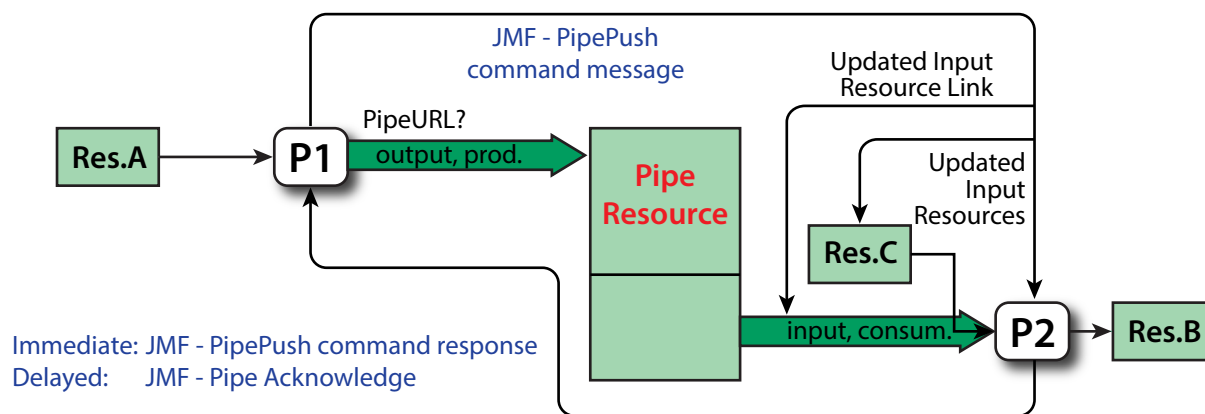 JMF - PipePush
command message
Updated Input
Resource Link
PipeURL?
Res.A
P1
output, prod.
Pipe
Resource
Updated
Input
Resources
Res.C
input, consum.
P2
Res.B
Immediate: JMF - PipePush command response
Delayed: JMF - Pipe Acknowledge